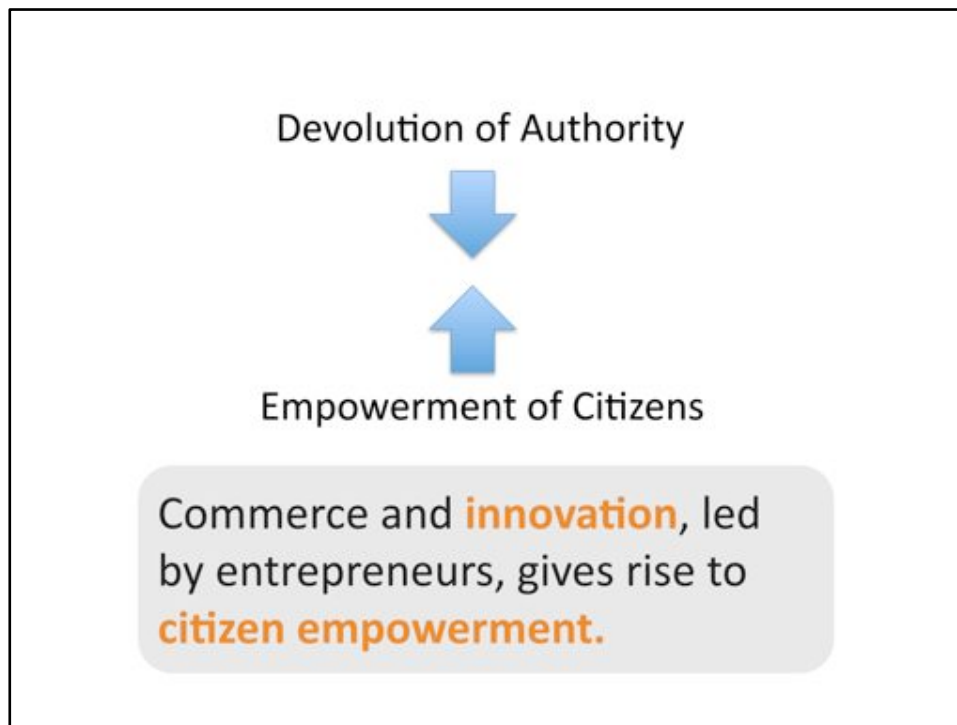 Devolution of Authority
Empowerment of Citizens
Commerce and innovation, led
by entrepreneurs, gives rise to
citizen empowerment.